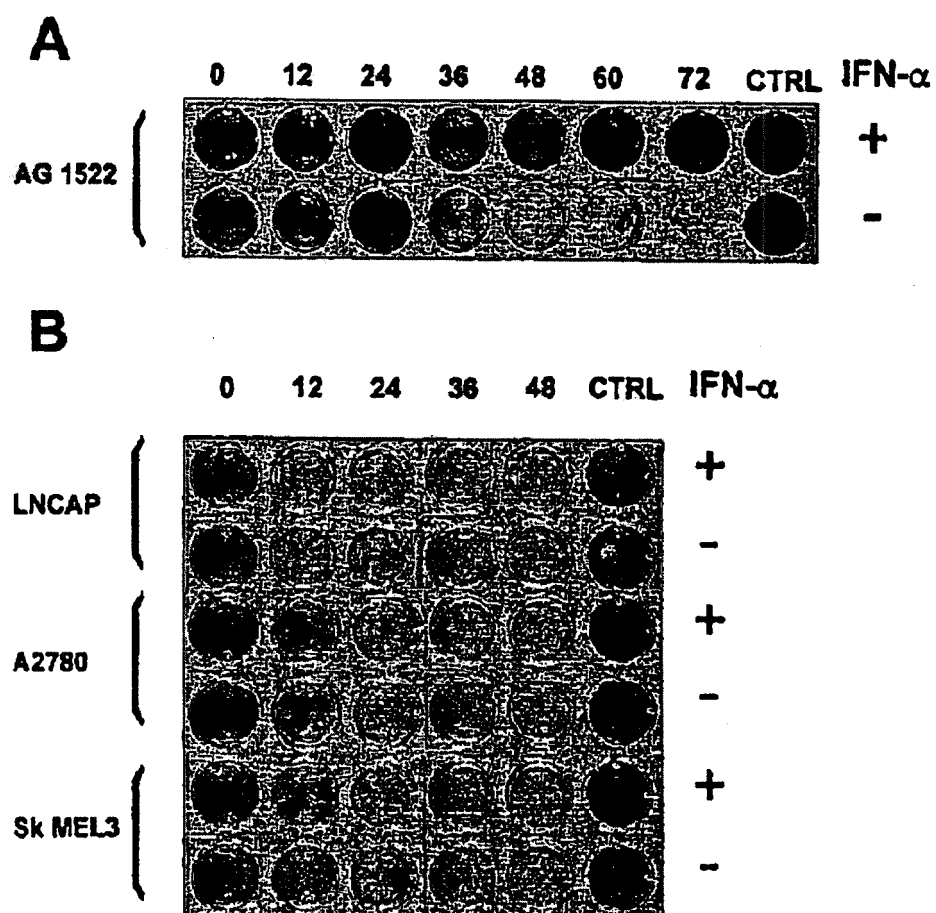 A
0 12 24 36 48 60 72 CTRL IFN-α
AG 1522
+
-
B
0 12 24 36 48 CTRL IFN-α
LNCAP
+
-
A2780
+
-
Sk MEL3
+
-